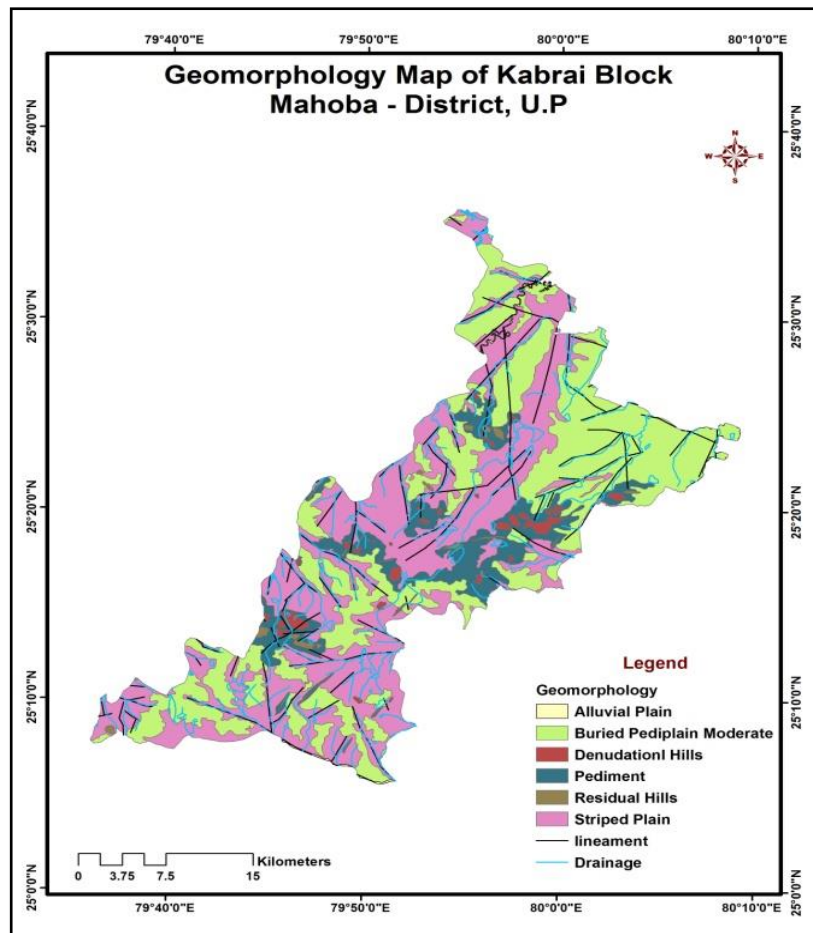 79°40'0"E 79°50'0"E 80°0'0"E 80°10'0"E
Geomorphology Map of Kabrai Block
Mahoba - District, U.P
25°40'0"N 25°40'0"N
N
W E
S
25°30'0"N 25°30'0"N
25°20'0"N 25°20'0"N
Legend
Geomorphology
Alluvial Plain
25°10'0"N 25°10'0"N
Buried Pediplain Moderate
Denudationl Hills
Pediment
Residual Hills
Striped Plain
lineament
Drainage
Kilometers
0 3.75 7.5 15
25°0'0"N 25°0'0"N
79°40'0"E 79°50'0"E 80°0'0"E 80°10'0"E